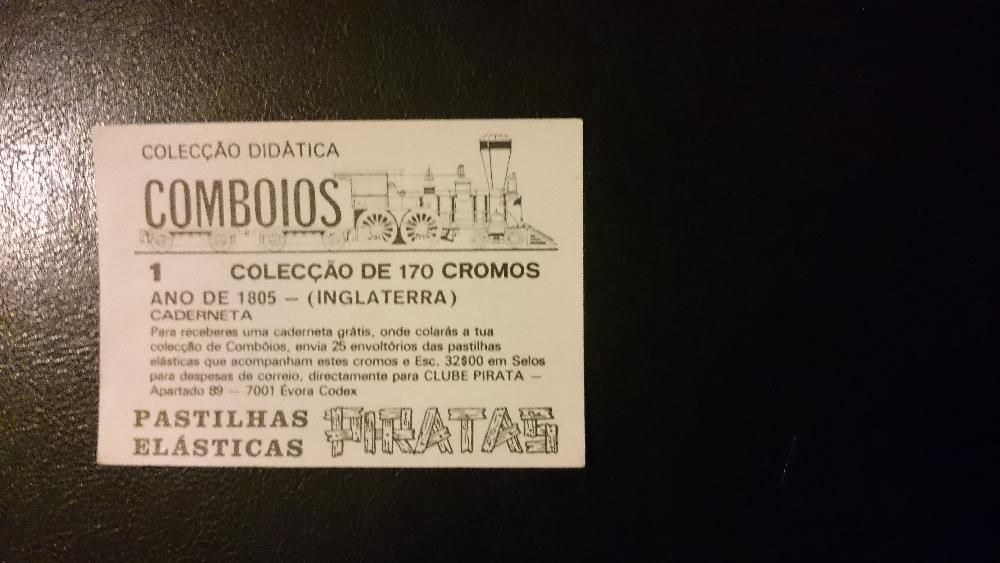 COLECÇÃO DIDÀTICA
COMBOIOS
1 COLECÇÃO DE 170 CROMOS
ANO DE 1805 — (INGLATERRA)
CADERNETA
Para receberes uma caderneta grátis, onde colarás a tua
colecção de Combóios, envia 25 envoltórios das pastilhas
elásticas que acompanham estes cromos e Esc. 32$00 em Selos
para despesas de correio, directamente para CLUBE PIRATA —
Apartado 89 — 7001 Évora Codex
PASTILHAS
ELÁSTICAS PIRATAS